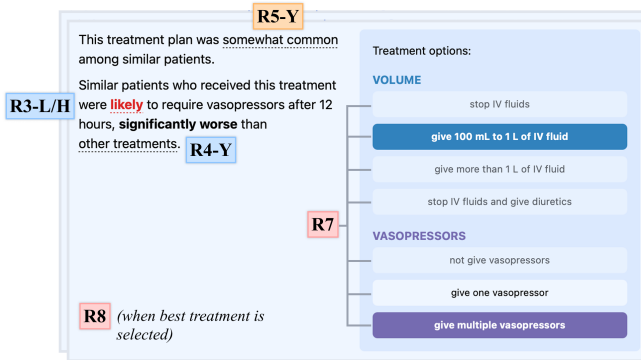 R5-Y
This treatment plan was somewhat common
among similar patients.
Similar patients who received this treatment
R3-L/H
were likely to require vasopressors after 12
hours, significantly worse than
other treatments.
R4-Y
Treatment options:
VOLUME
stop IV fluids
give 100 mL to 1 L of IV fluid
give more than 1 L of IV fluid
stop IV fluids and give diuretics
R7
VASOPRESSORS
not give vasopressors
give one vasopressor
give multiple vasopressors
R8
(when best treatment is
selected)